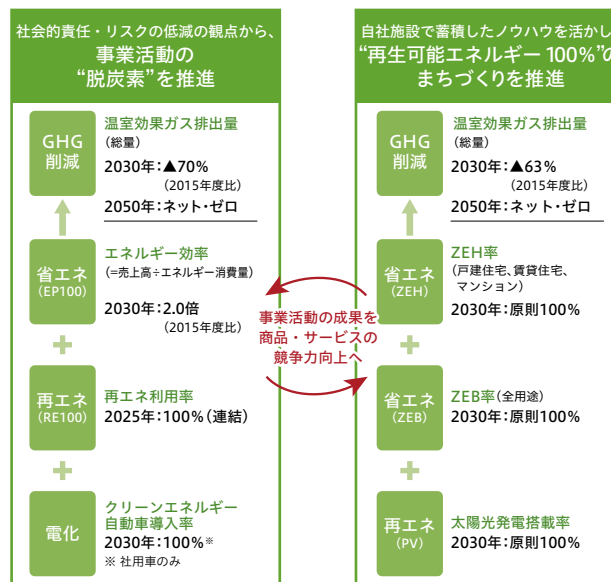 社会的責任・リスクの低減の観点から、
事業活動の
“脱炭素”を推進
GHG
削減
温室効果ガス排出量
(総量)
2030年:▲70%
(2015年度比)
2050年:ネット・ゼロ
省エネ
(EP100)
エネルギー効率
(=売上高÷エネルギー消費量)
2030年:2.0倍
(2015年度比)
再エネ
(RE100)
再エネ利用率
2025年:100%(連結)
電化
クリーンエネルギー
自動車導入率
2030年:100%※
※ 社用車のみ
事業活動の成果を
商品・サービスの
競争力向上へ
自社施設で蓄積したノウハウを活かし
“再生可能エネルギー 100%”の
まちづくりを推進
GHG
削減
温室効果ガス排出量
(総量)
2030年:▲63%
(2015年度比)
2050年:ネット・ゼロ
省エネ
(ZEH)
ZEH率
(戸建住宅、賃貸住宅、
マンション)
2030年:原則100%
省エネ
(ZEB)
ZEB率(全用途)
2030年:原則100%
再エネ
(PV)
太陽光発電搭載率
2030年:原則100%